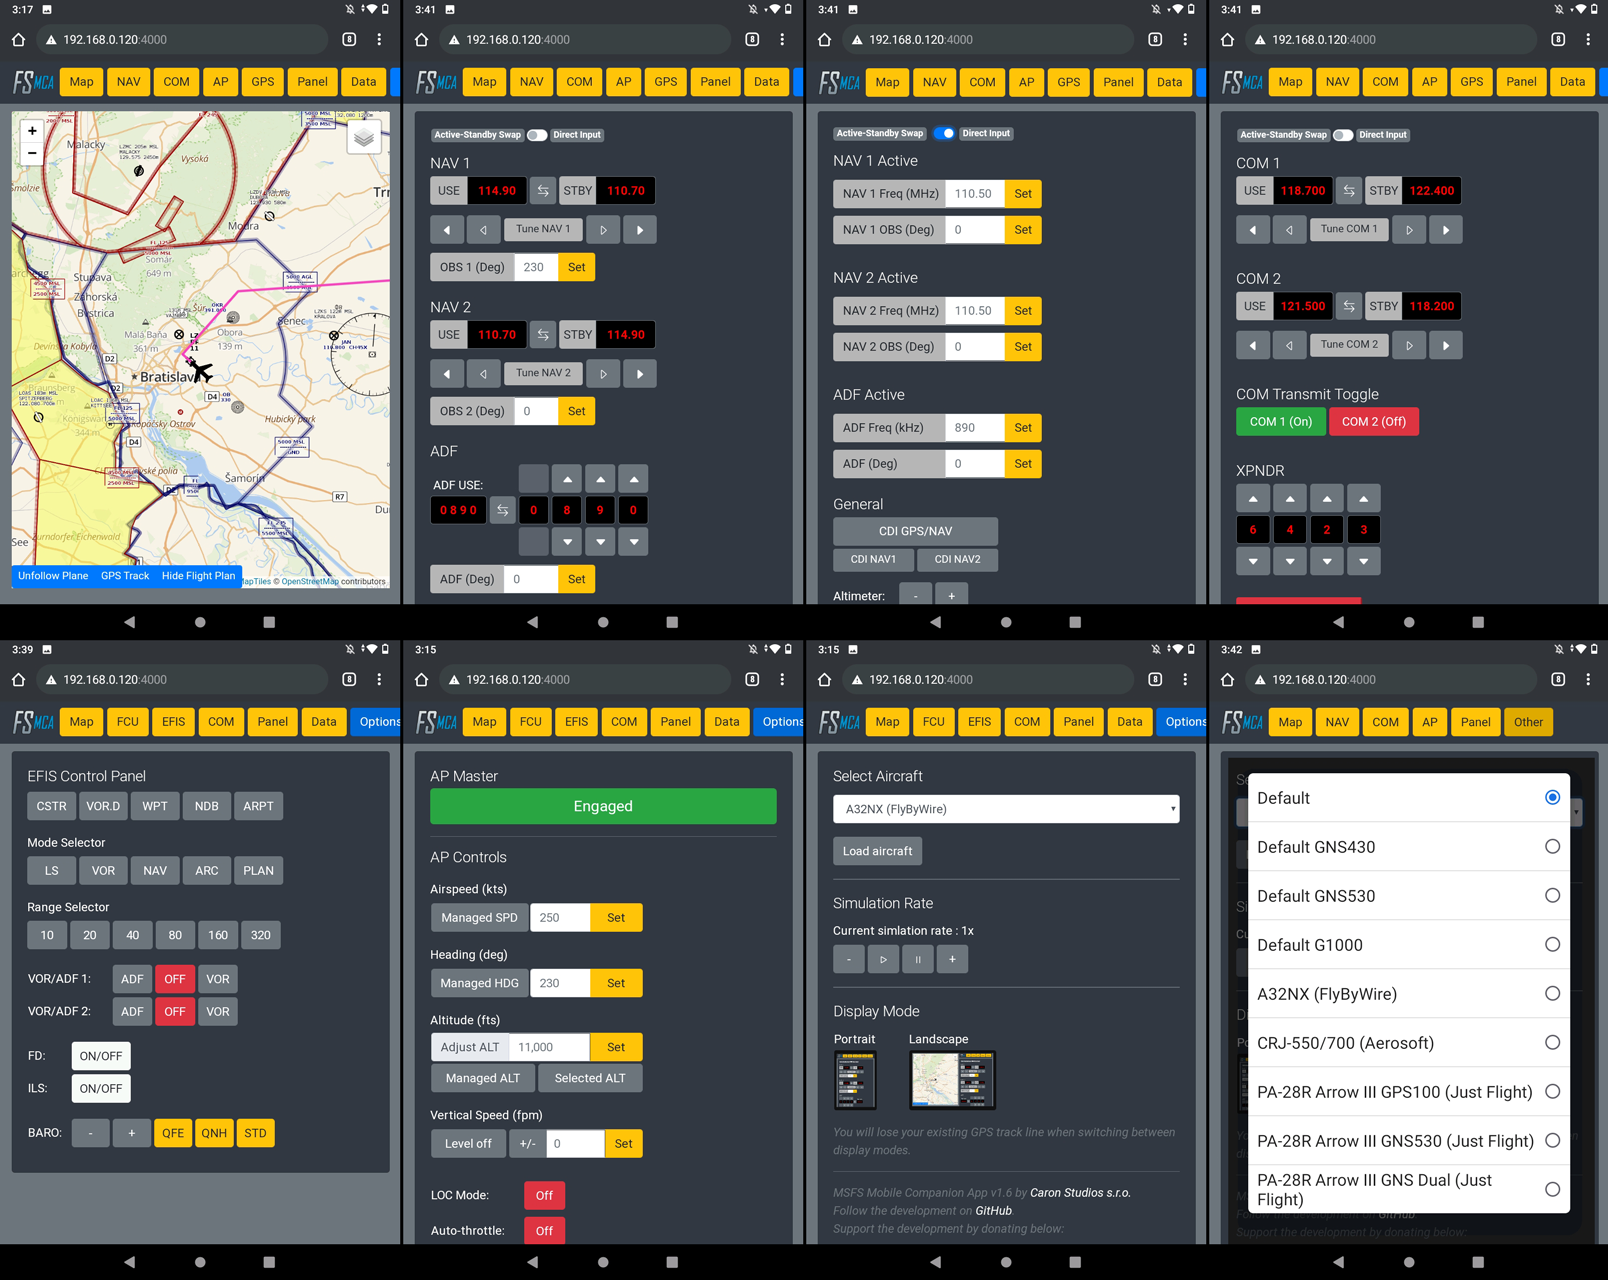 3:17
192.168.0.120:4000
8
FSMCA
Map
NAV
COM
AP
GPS
Panel
Data
+
−
Malacky
Vysoká
Modra
Somár
649 m
Stupava
Záhorská
Bystrica
Malá Baňa
361 m
Obora
139 m
Senec
Devínska Kobyla
D2
Bratislava
D4
D2
Kopáčsky Ostrov
Hubický park
D4
Šamorín
R7
See
Zurndorfer Eichenwald
Unfollow Plane
GPS Track
Hide Flight Plan
MapTiles © OpenStreetMap contributors
3:41
192.168.0.120:4000
8
FSMCA
Map
NAV
COM
AP
GPS
Panel
Data
Active-Standby Swap
Direct Input
NAV 1
USE
114.90
STBY
110.70
Tune NAV 1
OBS 1 (Deg)
230
Set
NAV 2
USE
110.70
STBY
114.90
Tune NAV 2
OBS 2 (Deg)
0
Set
ADF
ADF USE:
0890
0
8
9
0
ADF (Deg)
0
Set
3:41
192.168.0.120:4000
8
FSMCA
Map
NAV
COM
AP
GPS
Panel
Data
Active-Standby Swap
Direct Input
NAV 1 Active
NAV 1 Freq (MHz)
110.50
Set
NAV 1 OBS (Deg)
0
Set
NAV 2 Active
NAV 2 Freq (MHz)
110.50
Set
NAV 2 OBS (Deg)
0
Set
ADF Active
ADF Freq (kHz)
890
Set
ADF (Deg)
0
Set
General
CDI GPS/NAV
CDI NAV1
CDI NAV2
Altimeter:
-
+
3:41
192.168.0.120:4000
8
FSMCA
Map
NAV
COM
AP
GPS
Panel
Data
Active-Standby Swap
Direct Input
COM 1
USE
118.700
STBY
122.400
Tune COM 1
COM 2
USE
121.500
STBY
118.200
Tune COM 2
COM Transmit Toggle
COM 1 (On)
COM 2 (Off)
XPNDR
6
4
2
3
3:39
192.168.0.120:4000
8
FSMCA
Map
FCU
EFIS
COM
Panel
Data
Options
EFIS Control Panel
CSTR
VOR.D
WPT
NDB
ARPT
Mode Selector
LS
VOR
NAV
ARC
PLAN
Range Selector
10
20
40
80
160
320
VOR/ADF 1:
ADF
OFF
VOR
VOR/ADF 2:
ADF
OFF
VOR
FD:
ON/OFF
ILS:
ON/OFF
BARO:
-
+
QFE
QNH
STD
3:15
192.168.0.120:4000
8
FSMCA
Map
FCU
EFIS
COM
Panel
Data
Options
AP Master
Engaged
AP Controls
Airspeed (kts)
Managed SPD
250
Set
Heading (deg)
Managed HDG
230
Set
Altitude (fts)
Adjust ALT
11,000
Set
Managed ALT
Selected ALT
Vertical Speed (fpm)
Level off
+/-
0
Set
LOC Mode:
Off
Auto-throttle:
Off
3:15
192.168.0.120:4000
8
FSMCA
Map
FCU
EFIS
COM
Panel
Data
Options
Select Aircraft
A32NX (FlyByWire)
Load aircraft
Simulation Rate
Current simlation rate : 1x
-
+
Display Mode
Portrait
Landscape
You will lose your existing GPS track line when switching between
display modes.
MSFS Mobile Companion App v1.6 by Caron Studios s.r.o.
Follow the development on GitHub.
Support the development by donating below:
3:42
192.168.0.120:4000
8
FSMCA
Map
NAV
COM
AP
Panel
Other
Default
Default GNS430
Default GNS530
Default G1000
A32NX (FlyByWire)
CRJ-550/700 (Aerosoft)
PA-28R Arrow III GPS100 (Just Flight)
PA-28R Arrow III GNS530 (Just Flight)
PA-28R Arrow III GNS Dual (Just
Flight)
Support the development by donating below: